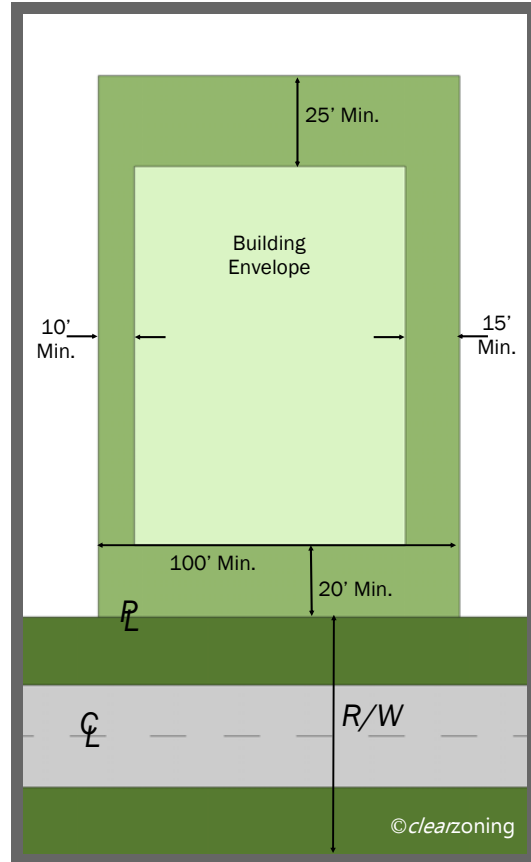 25’ Min.
Building
Envelope
10’
Min.
15’
Min.
100’ Min.
20’ Min.
PL
CL
R/W
©clearzoning